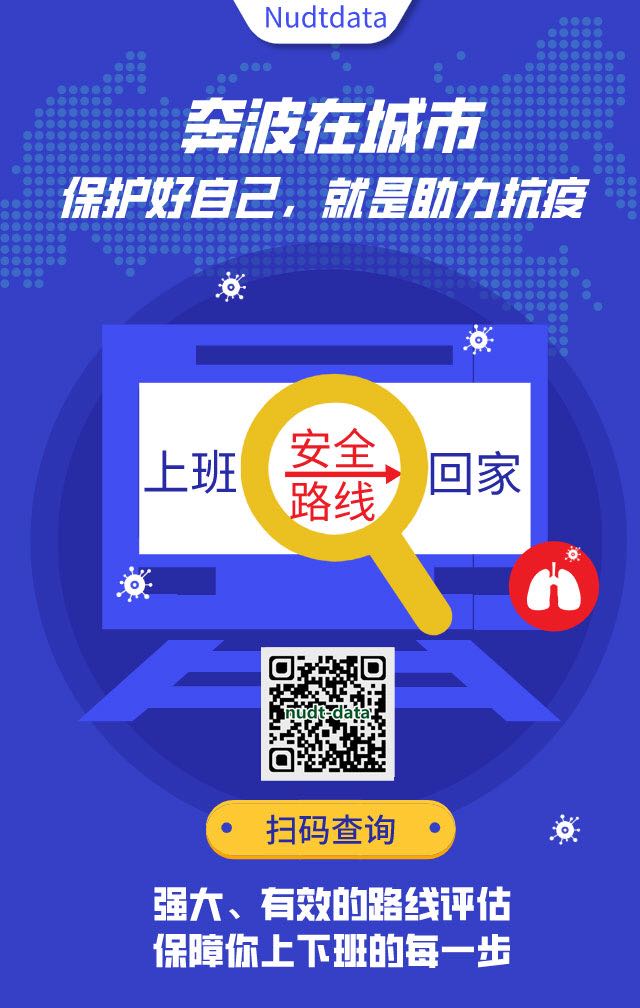 Nudtdata
奔波在城市
保护好自己，就是助力抗疫
上班
安全
路线
回家
nudt-data
扫码查询
强大、有效的路线评估
保障你上下班的每一步